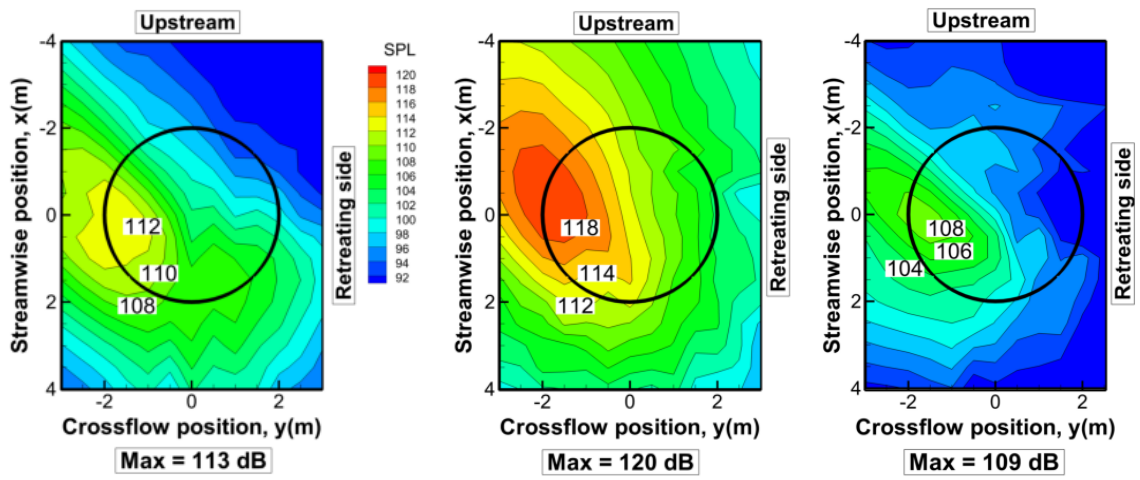 Upstream
SPL
120
118
116
114
112
110
108
106
104
102
100
98
96
94
92
-4
-2
0
2
4
Streamwise position, x(m)
112
110
108
Retreating side
-2 0 2
Crossflow position, y(m)
Max = 113 dB
Upstream
-4
-2
0
2
4
Streamwise position, x(m)
118
114
112
Retreating side
-2 0 2
Crossflow position, y(m)
Max = 120 dB
Upstream
-4
-2
0
2
4
Streamwise position, x(m)
108
106
104
Retreating side
-2 0 2
Crossflow position, y(m)
Max = 109 dB